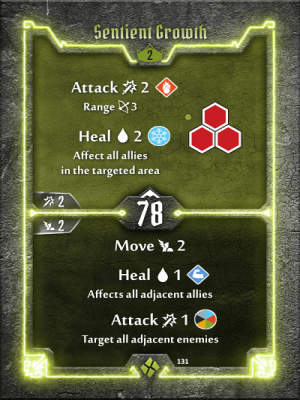 Sentient Growth
2
Attack 2
Range 3
Heal 2
Affect all allies
in the targeted area
2
78
2
Move 2
Heal 1
Affects all adjacent allies
Attack 1
Target all adjacent enemies
131